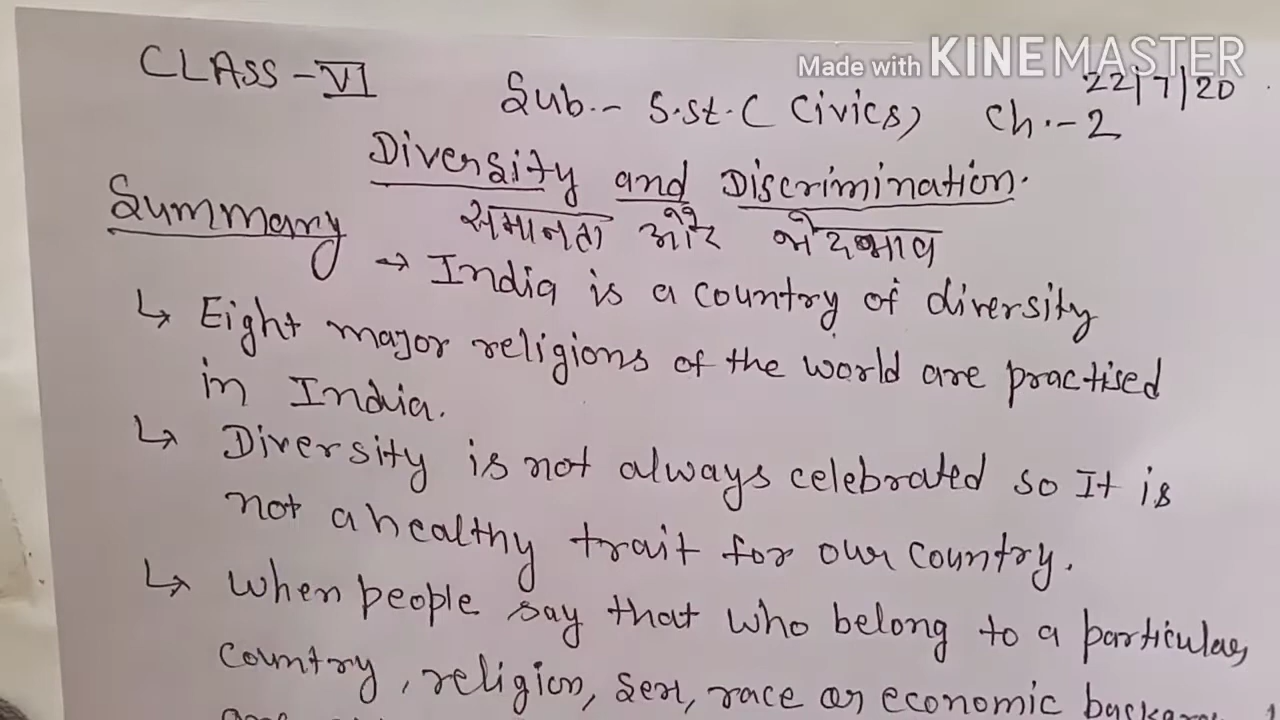 Made with KINEMASTER
CLASS - VI
22/7/20
Sub.- S.st. ( Civics) Ch.-2
Diversity and Discrimination.
समानता और भेदभाव
Summary
→ India is a country of diversity
↳ Eight major religions of the world are practised
in India.
↳ Diversity is not always celebrated so It is
not a healthy trait for our country.
↳ When people say that who belong to a particular
country, religion, sex, race or economic